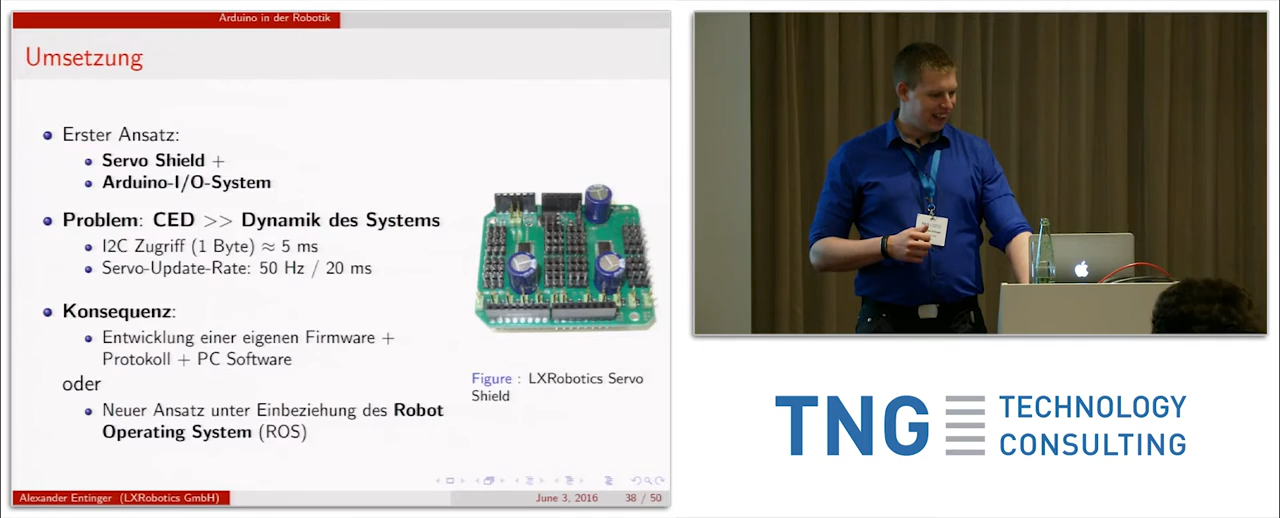 Arduino in der Robotik
Umsetzung
Erster Ansatz:
Servo Shield +
Arduino-I/O-System
Problem: CED >> Dynamik des Systems
I2C Zugriff (1 Byte) ≈ 5 ms
Servo-Update-Rate: 50 Hz / 20 ms
Konsequenz:
Entwicklung einer eigenen Firmware +
Protokoll + PC Software
oder
Neuer Ansatz unter Einbeziehung des Robot
Operating System (ROS)
Figure : LXRobotics Servo
Shield
Alexander Entinger (LXRobotics GmbH)
June 3, 2016
38 / 50
TNG TECHNOLOGY
CONSULTING